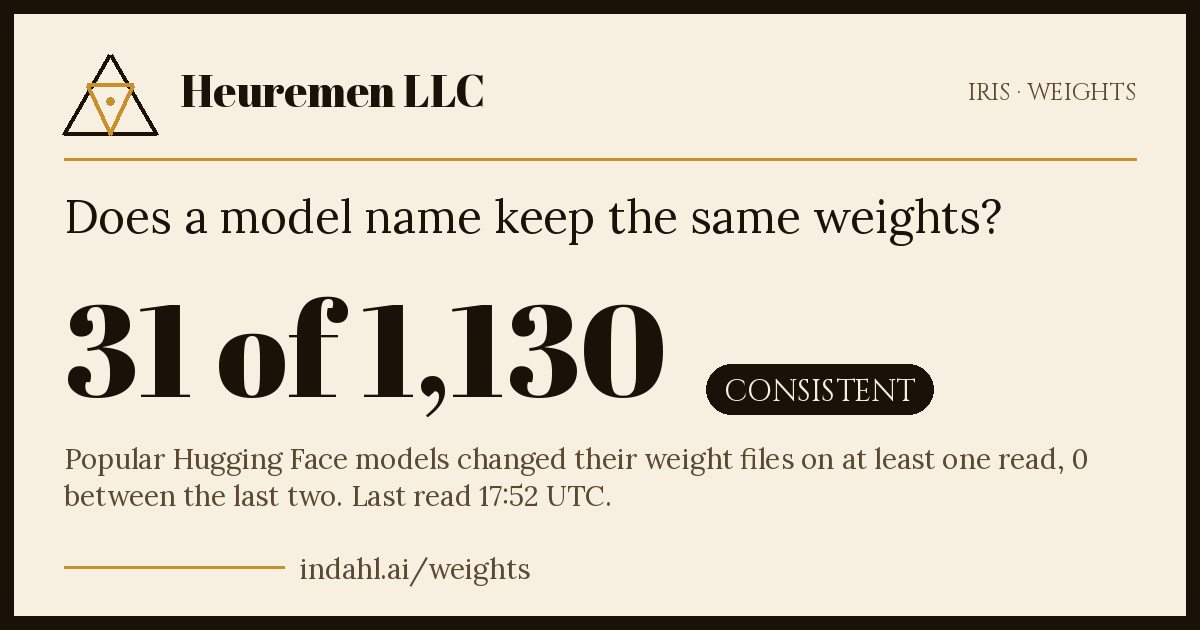 Heuremen LLC
IRIS · WEIGHTS
Does a model name keep the same weights?
31 of 1,130
CONSISTENT
Popular Hugging Face models changed their weight files on at least one read, 0
between the last two. Last read 17:52 UTC.
indahl.ai/weights